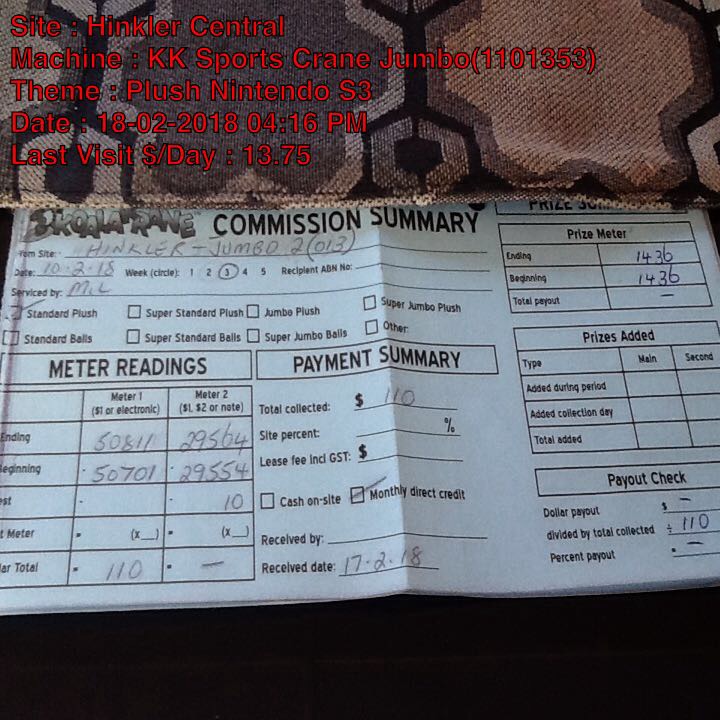 Site : Hinkler Central
Machine : KK Sports Crane Jumbo(1101353)
Theme : Plush Nintendo S3
Date : 18-02-2018 04:16 PM
Last Visit $/Day : 13.75
COMMISSION SUMMARY
From Site: HINKLER - JUMBO 2 (013)
Date: 10-2-18 Week (circle): 1 2 3 4 5 Recipient ABN No:
Serviced by: M.L
Standard Plush Super Standard Plush Jumbo Plush Super Jumbo Plush
Standard Balls Super Standard Balls Super Jumbo Balls Other:
METER READINGS
Meter 1 Meter 2
($1 or electronic) ($1, $2 or note)
Ending 50811 29564
Beginning - 50701 - 29554
est - - 10
t Meter = (x__) = (x__)
ar Total = 110 = —
PAYMENT SUMMARY
Total collected: $ 110
Site percent: %
Lease fee incl GST: $
Cash on-site Monthly direct credit
Received by:
Received date: 17-2-18
PRIZE
Prize Meter
Ending 1436
Beginning 1436
Total payout —
Prizes Added
Type Main Second
Added during period
Added collection day
Total added
Payout Check
Dollar payout $ —
divided by total collected ÷ 110
Percent payout = —